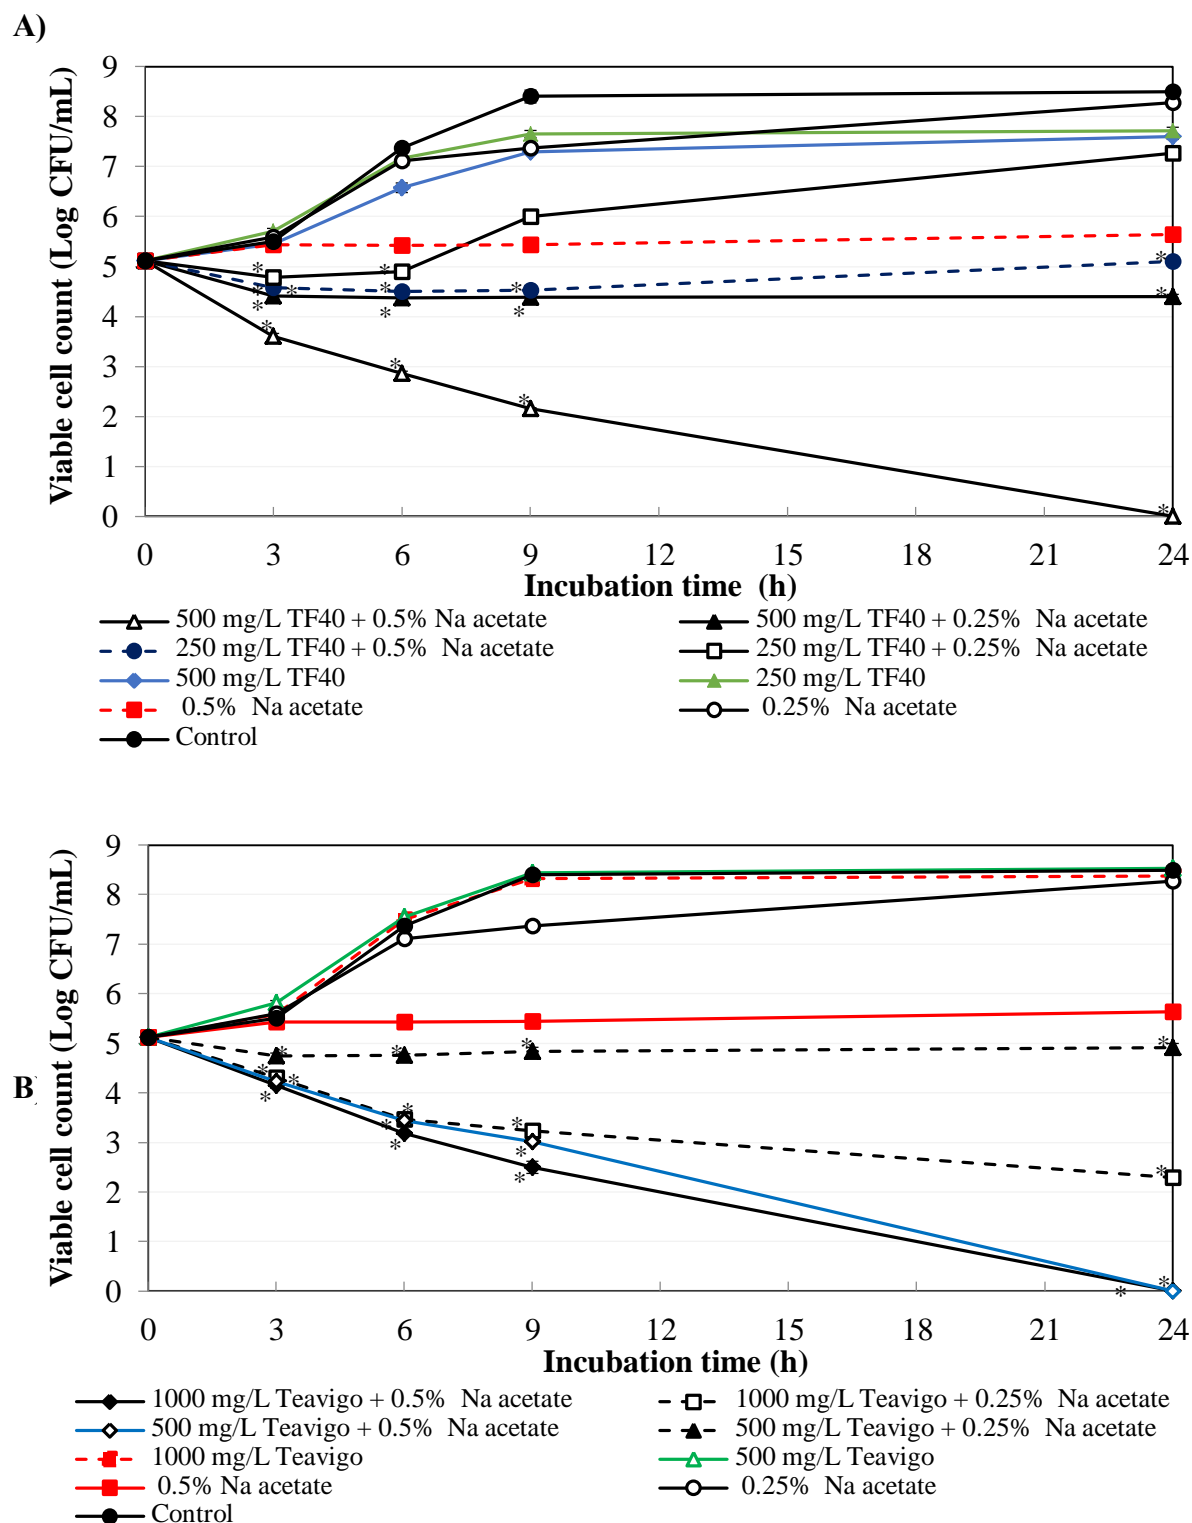 A)
9
8
7
6
5
4
3
2
1
0
Viable cell count (Log CFU/mL)
* * * * * * * * * * * * * * *
0 3 6 9 12 15 18 21 24
Incubation time (h)
500 mg/L TF40 + 0.5% Na acetate 500 mg/L TF40 + 0.25% Na acetate
250 mg/L TF40 + 0.5% Na acetate 250 mg/L TF40 + 0.25% Na acetate
500 mg/L TF40 250 mg/L TF40
0.5% Na acetate 0.25% Na acetate
Control
B)
9
8
7
6
5
4
3
2
1
0
Viable cell count (Log CFU/mL)
* * * * * * * * * * * * * * * *
0 3 6 9 12 15 18 21 24
Incubation time (h)
1000 mg/L Teavigo + 0.5% Na acetate 1000 mg/L Teavigo + 0.25% Na acetate
500 mg/L Teavigo + 0.5% Na acetate 500 mg/L Teavigo + 0.25% Na acetate
1000 mg/L Teavigo 500 mg/L Teavigo
0.5% Na acetate 0.25% Na acetate
Control